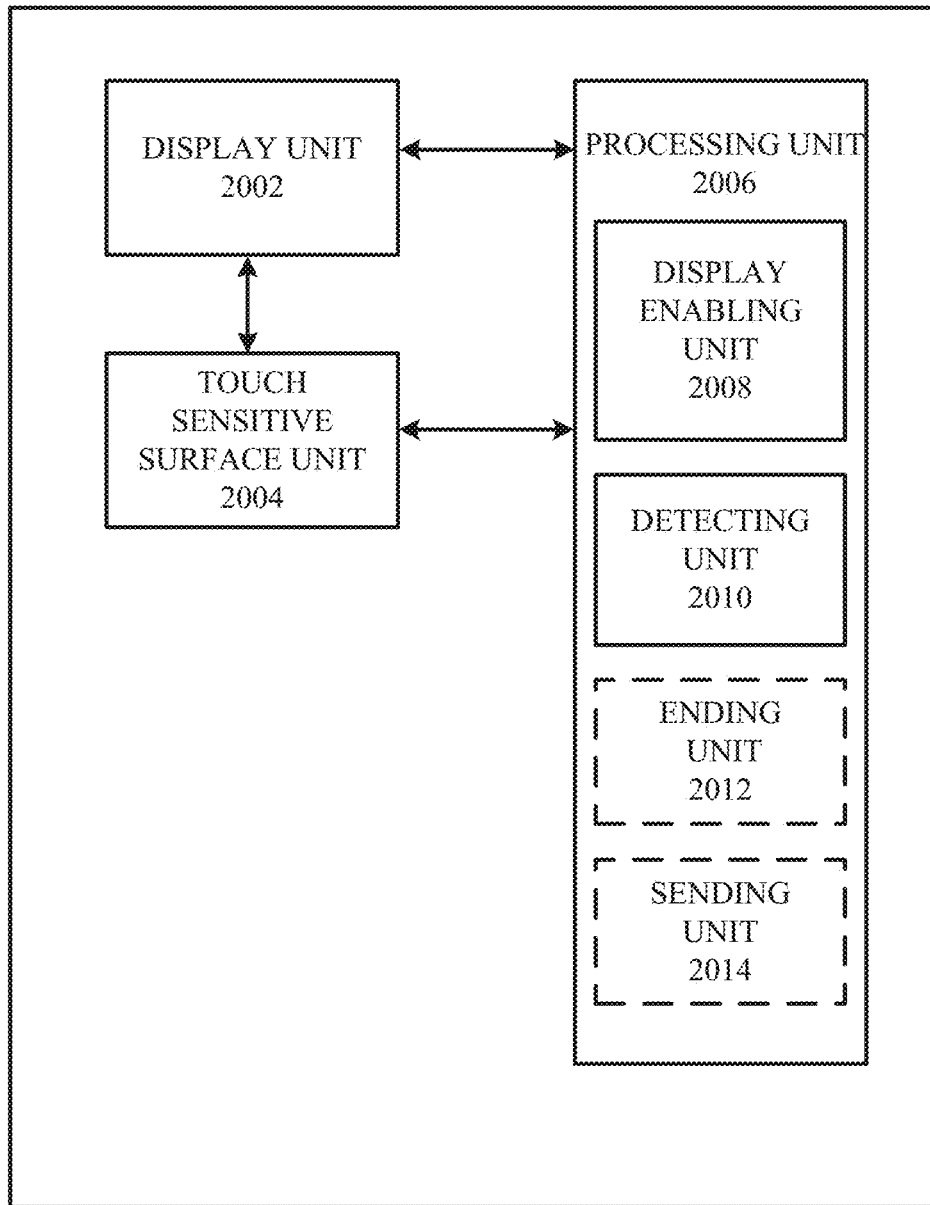 DISPLAY UNIT
2002
TOUCH
SENSITIVE
SURFACE UNIT
2004
PROCESSING UNIT
2006
DISPLAY
ENABLING
UNIT
2008
DETECTING
UNIT
2010
ENDING
UNIT
2012
SENDING
UNIT
2014